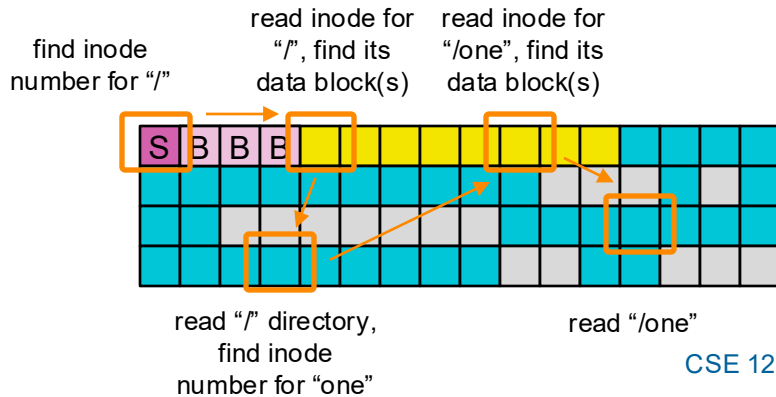 find inode
number for “/”
read inode for
“/”, find its
data block(s)
read inode for
“/one”, find its
data block(s)
S B B B
read “/” directory,
find inode
number for “one”
read “/one”
CSE 12